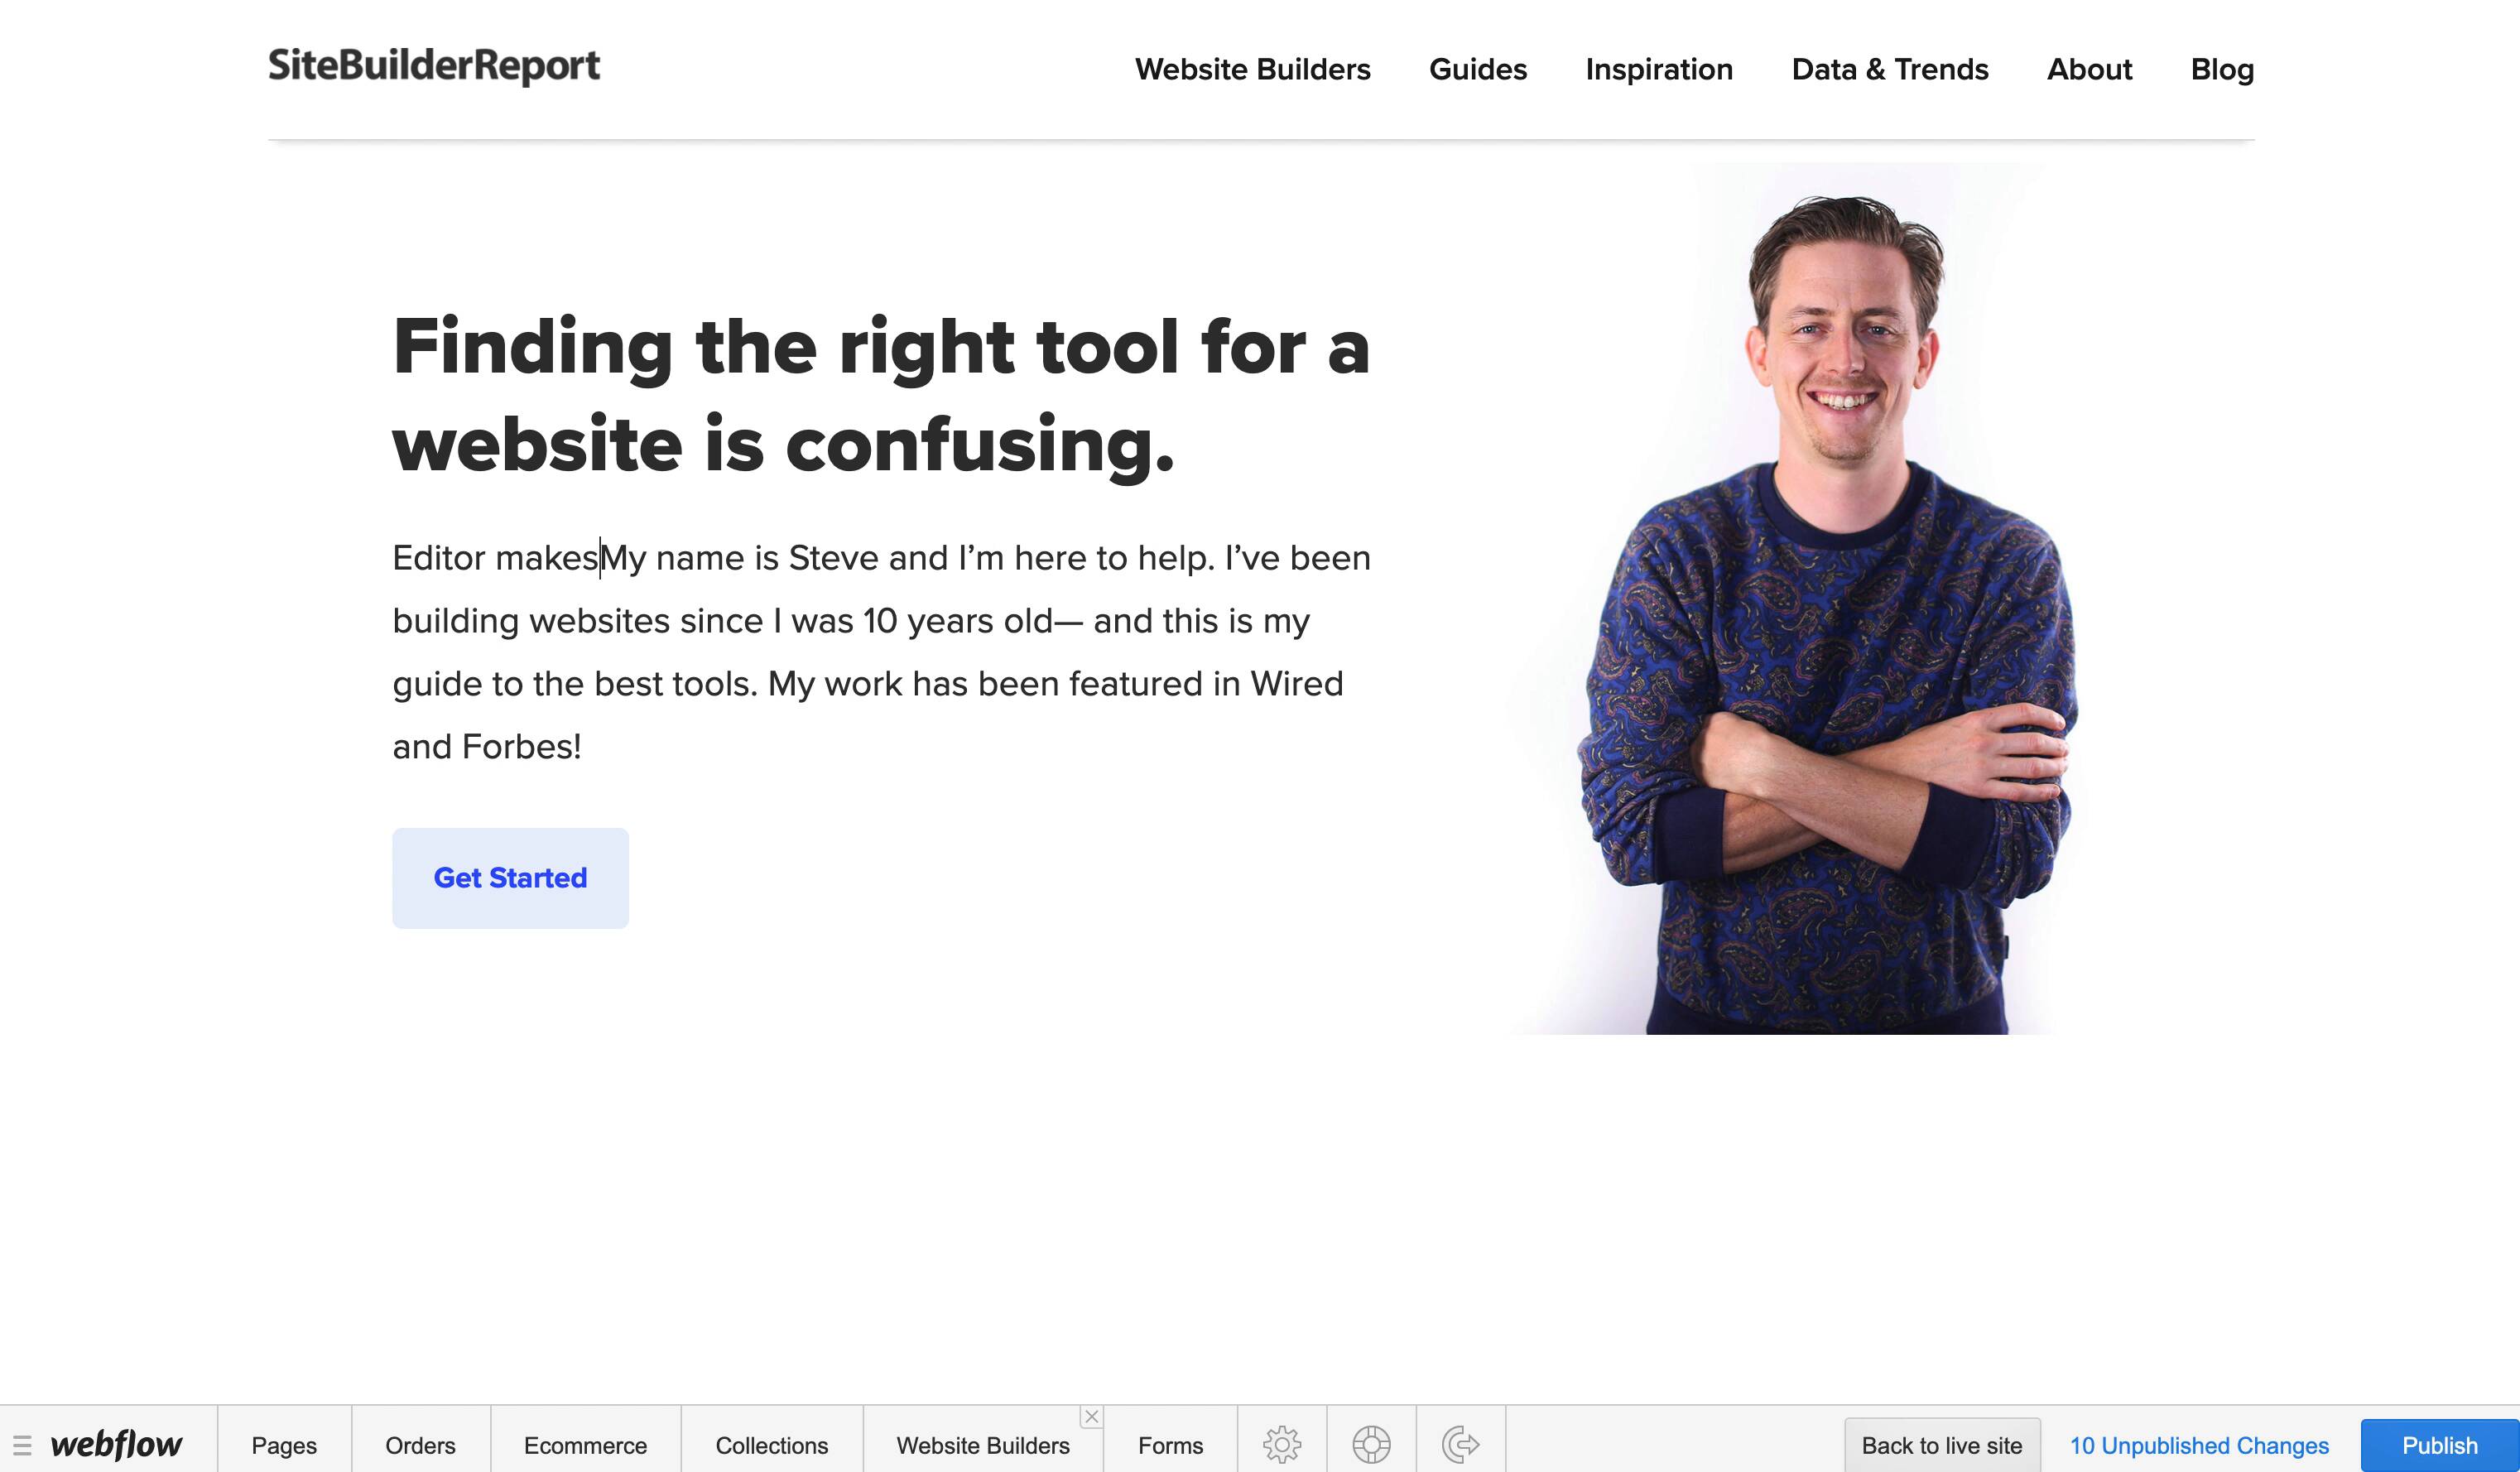 SiteBuilderReport
Website Builders Guides Inspiration Data & Trends About Blog
Finding the right tool for a
website is confusing.
Editor makesMy name is Steve and I’m here to help. I’ve been
building websites since I was 10 years old— and this is my
guide to the best tools. My work has been featured in Wired
and Forbes!
Get Started
webflow Pages Orders Ecommerce Collections Website Builders Forms Back to live site 10 Unpublished Changes Publish